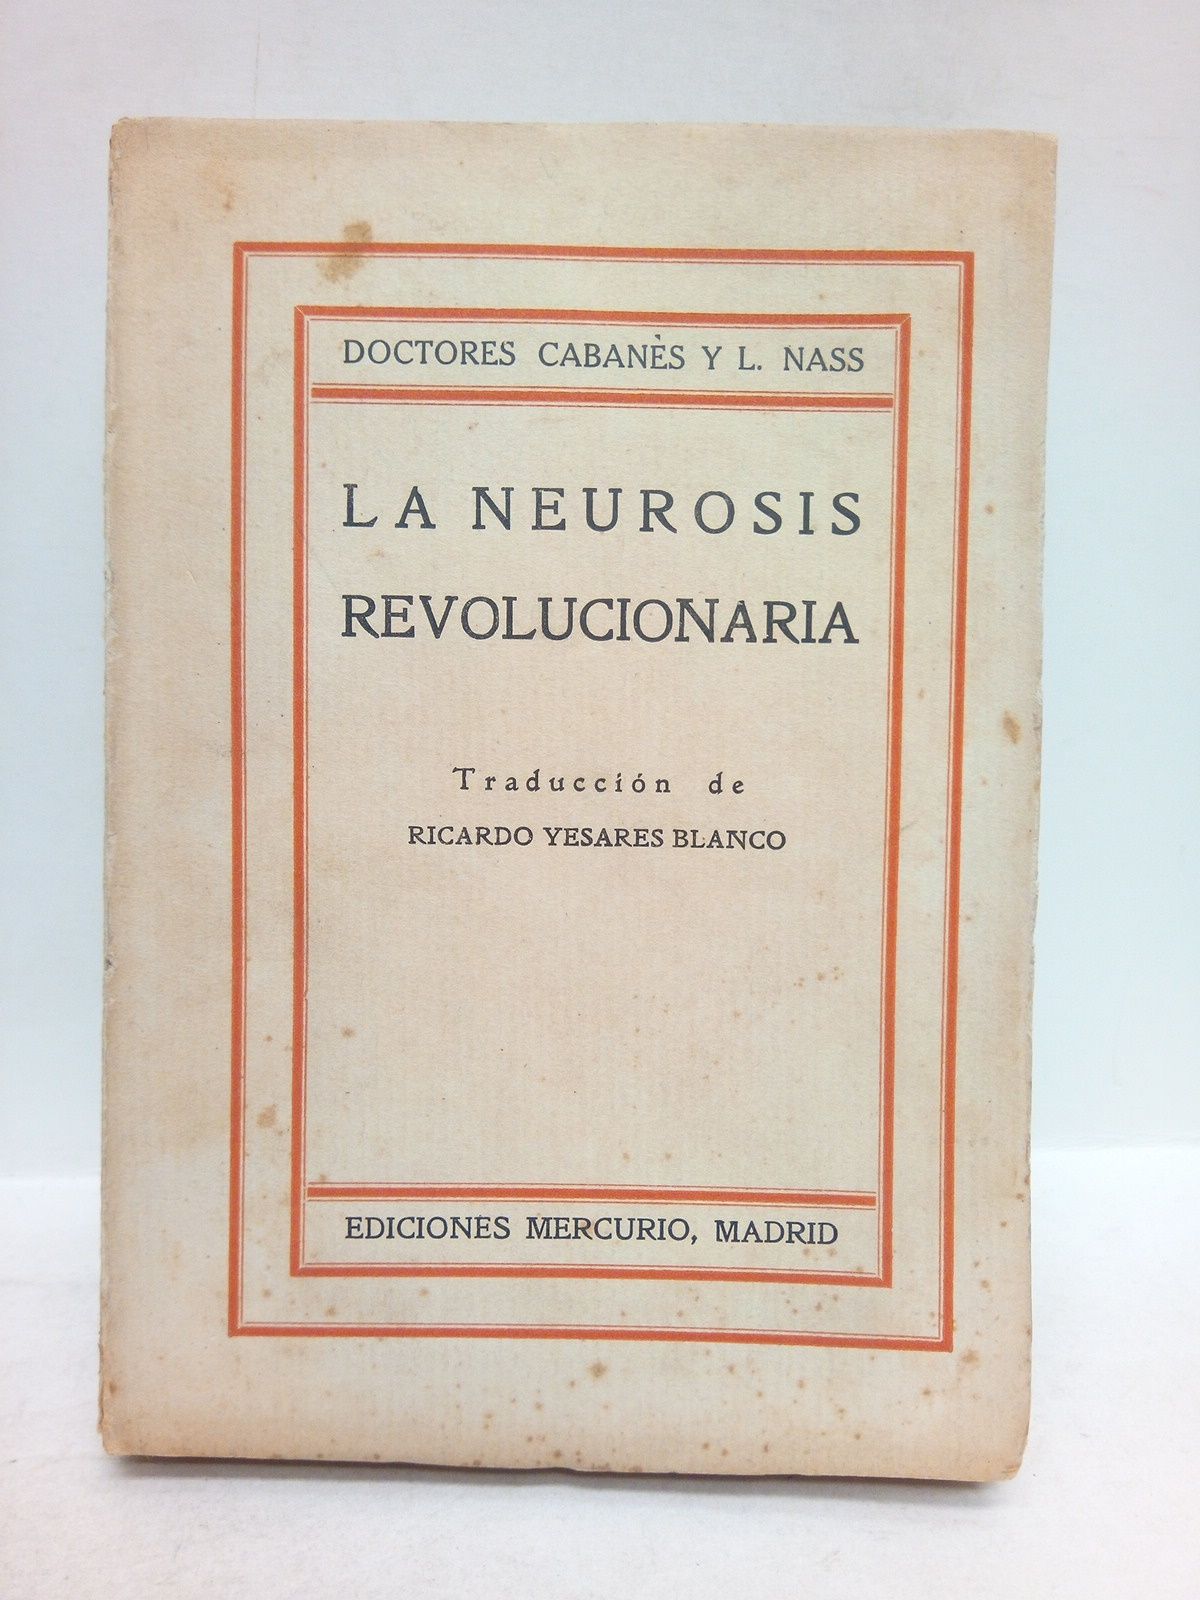 DOCTORES CABANÈS Y L. NASS
LA NEUROSIS
REVOLUCIONARIA
Traducción de
RICARDO YESARES BLANCO
EDICIONES MERCURIO, MADRID